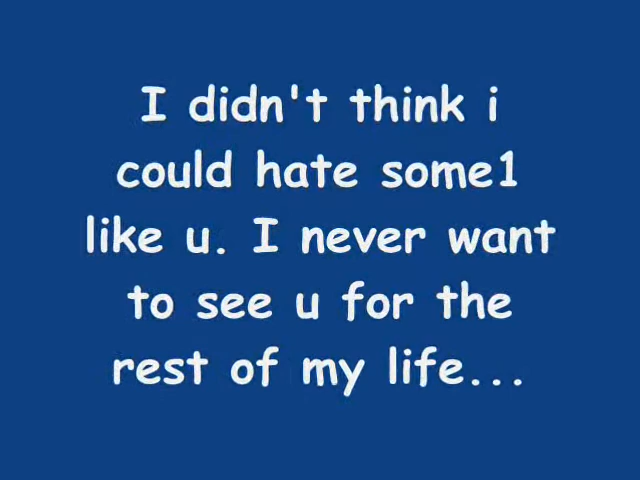 I didn't think i
could hate some1
like u. I never want
to see u for the
rest of my life...